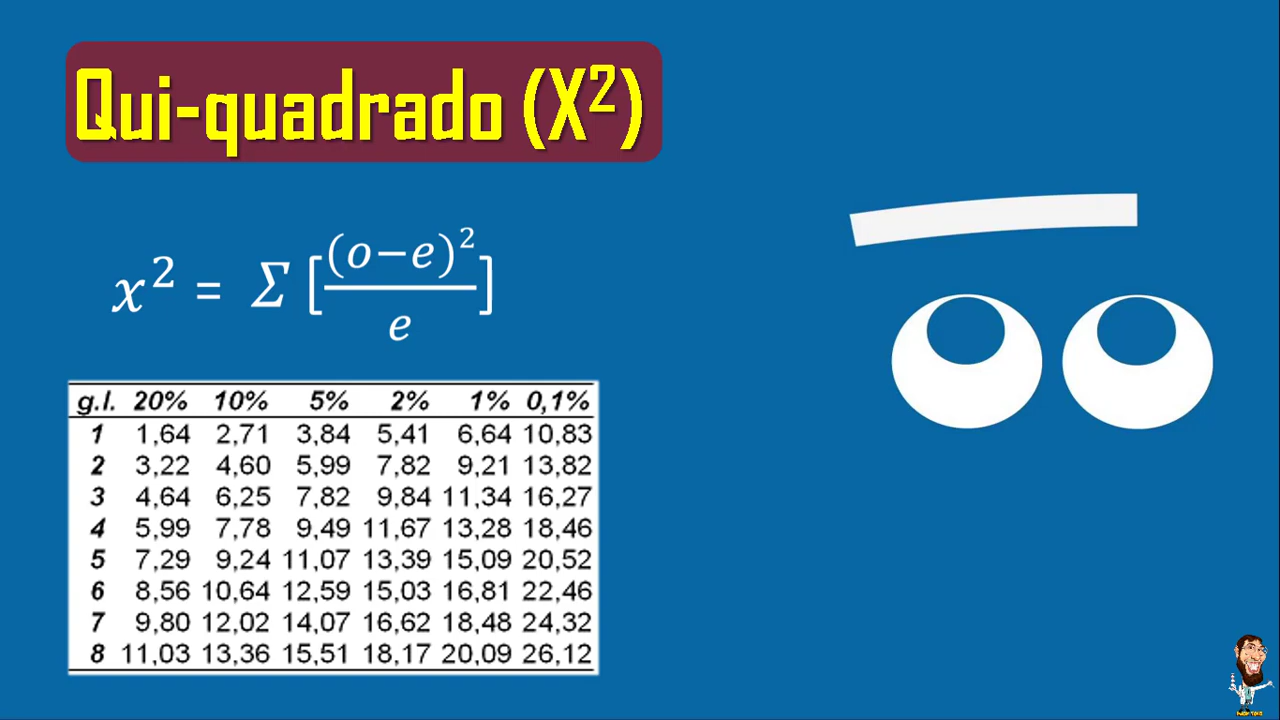 Qui-quadrado (X²)
x² = Σ [(o−e)²/e]
g.l. 20% 10% 5% 2% 1% 0,1%
1 1,64 2,71 3,84 5,41 6,64 10,83
2 3,22 4,60 5,99 7,82 9,21 13,82
3 4,64 6,25 7,82 9,84 11,34 16,27
4 5,99 7,78 9,49 11,67 13,28 18,46
5 7,29 9,24 11,07 13,39 15,09 20,52
6 8,56 10,64 12,59 15,03 16,81 22,46
7 9,80 12,02 14,07 16,62 18,48 24,32
8 11,03 13,36 15,51 18,17 20,09 26,12